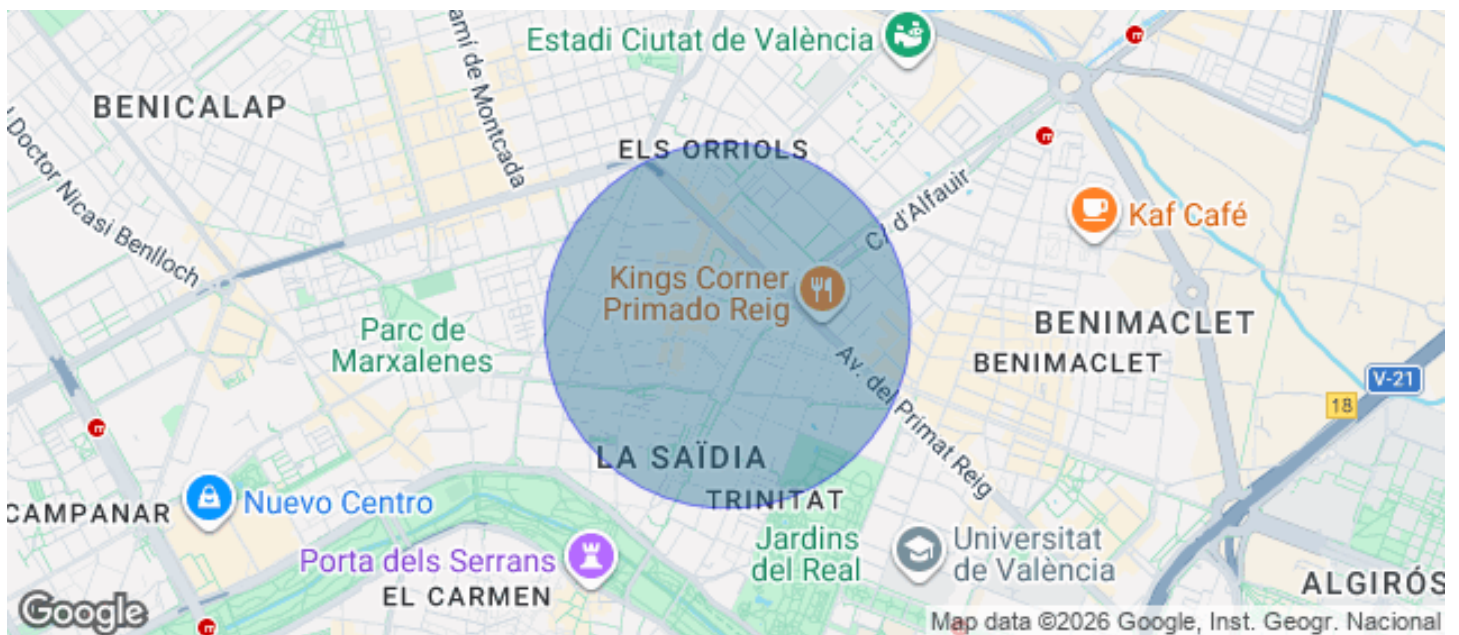 Estadi Ciutat de València
amí de Montcada
BENICALAP
Doctor Nicasi Benlloch
ELS ORRIOLS
C/ d'Alfauir
Kaf Café
Kings Corner
Primado Reig
Parc de
Marxalenes
BENIMACLET
BENIMACLET
Av. del Primat Reig
V-21
18
LA SAÏDIA
TRINITAT
CAMPANAR
Nuevo Centro
Jardins
del Real
Universitat
de València
Porta dels Serrans
EL CARMEN
ALGIRÓS
Google
Map data ©2026 Google, Inst. Geogr. Nacional